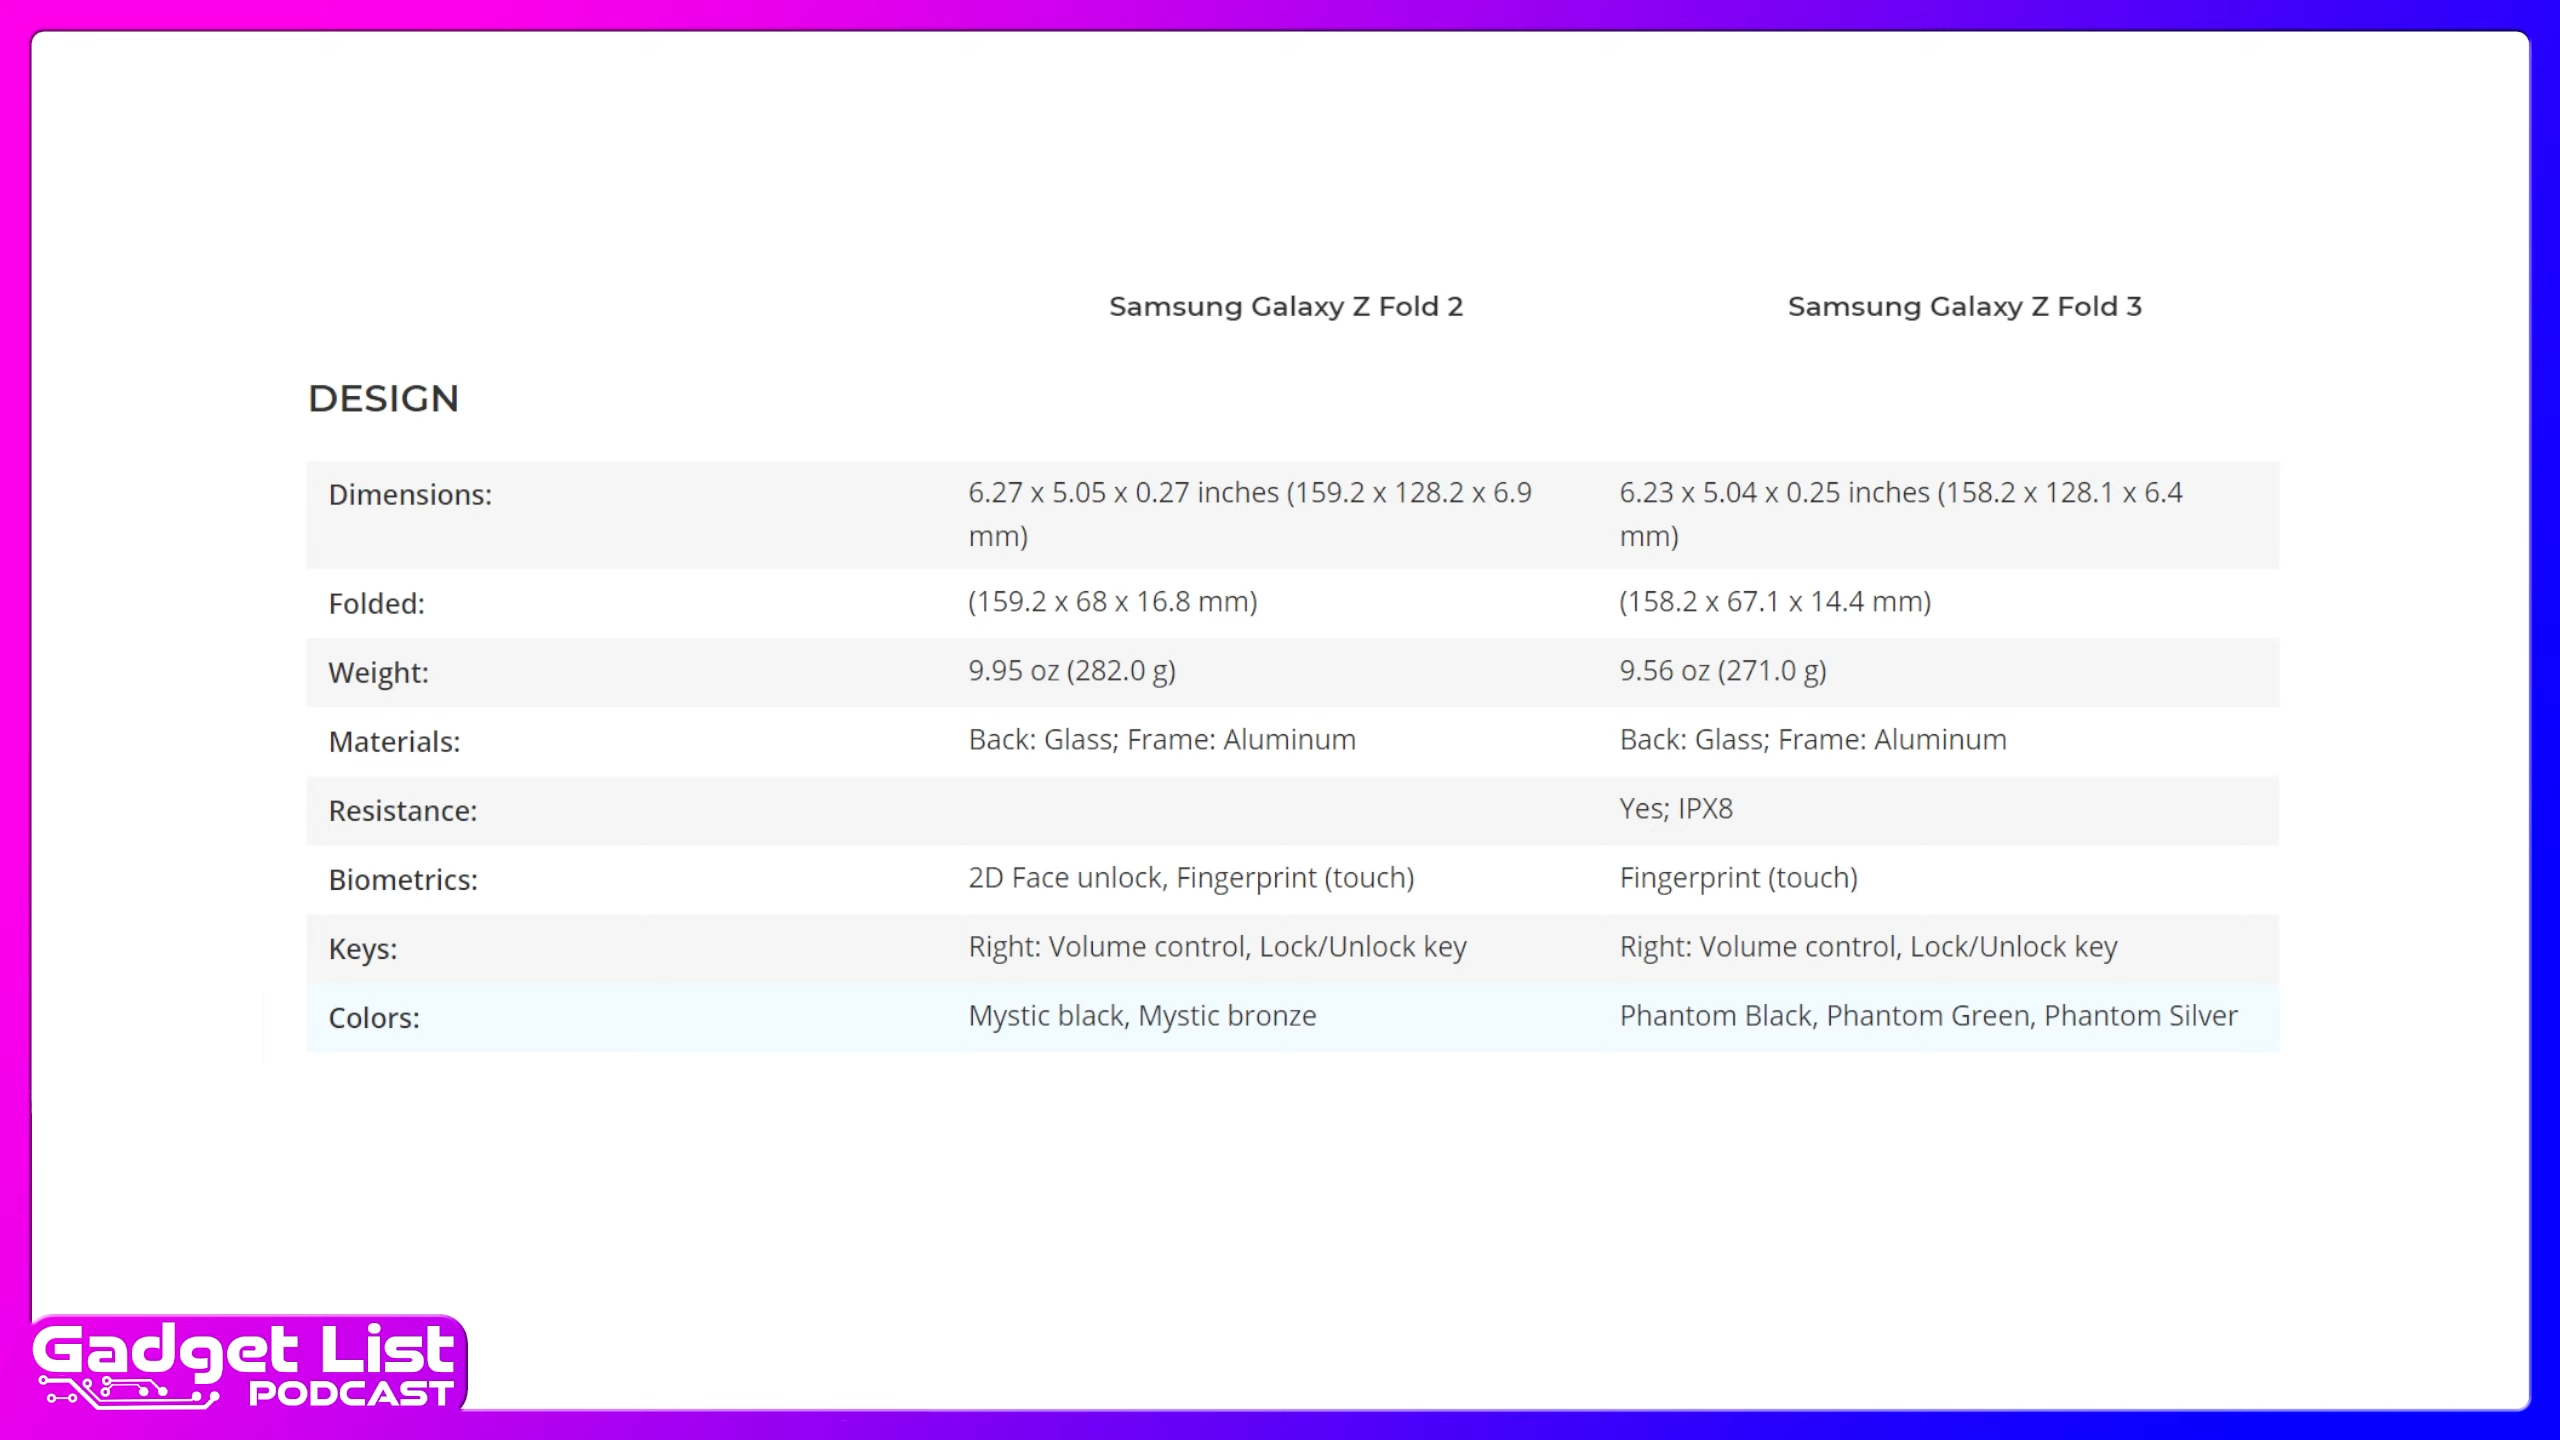 Samsung Galaxy Z Fold 2 Samsung Galaxy Z Fold 3
DESIGN
Dimensions: 6.27 x 5.05 x 0.27 inches (159.2 x 128.2 x 6.9 mm) 6.23 x 5.04 x 0.25 inches (158.2 x 128.1 x 6.4 mm)
Folded: (159.2 x 68 x 16.8 mm) (158.2 x 67.1 x 14.4 mm)
Weight: 9.95 oz (282.0 g) 9.56 oz (271.0 g)
Materials: Back: Glass; Frame: Aluminum Back: Glass; Frame: Aluminum
Resistance: Yes; IPX8
Biometrics: 2D Face unlock, Fingerprint (touch) Fingerprint (touch)
Keys: Right: Volume control, Lock/Unlock key Right: Volume control, Lock/Unlock key
Colors: Mystic black, Mystic bronze Phantom Black, Phantom Green, Phantom Silver
Gadget List
PODCAST